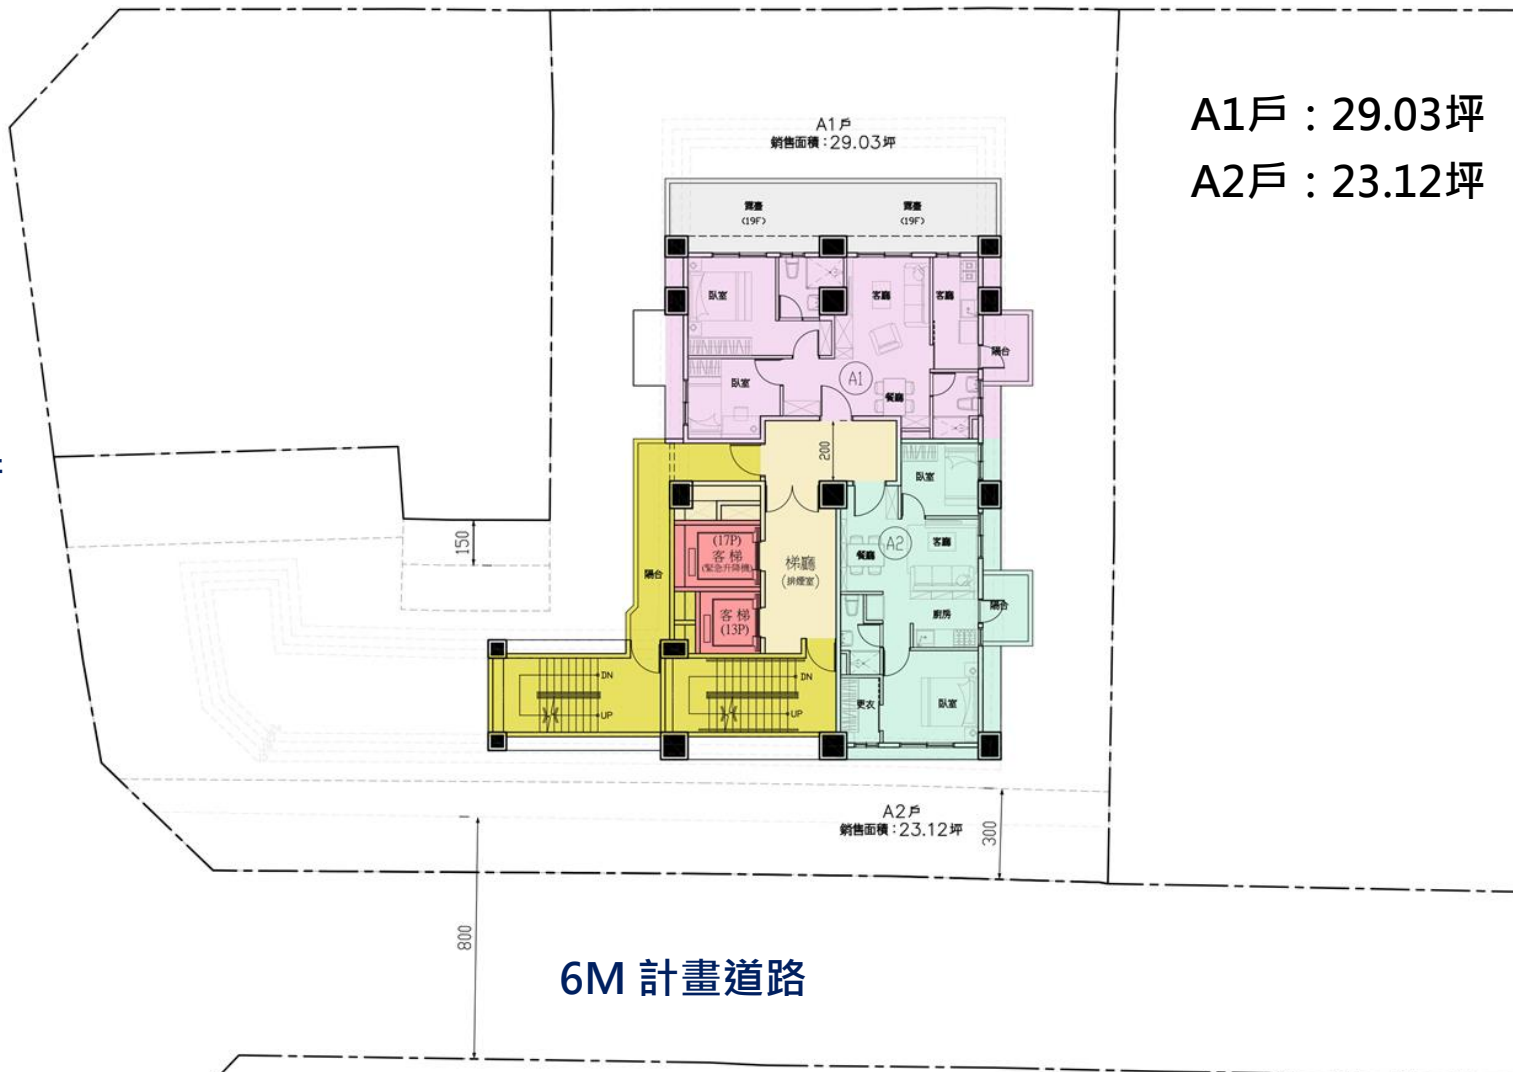 A1戶：29.03坪
A2戶：23.12坪
A1戶
銷售面積：29.03坪
露臺
(19F)
露臺
(19F)
臥室
客廳
客廳
陽台
臥室
A1
餐廳
200
臥室
150
(17P)
客梯
(緊急升降機)
梯廳
(排煙室)
餐廳
A2
客廳
陽台
客梯
(13P)
廚房
陽台
DN
UP
DN
UP
更衣
臥室
A2戶
銷售面積：23.12坪
300
800
6M 計畫道路